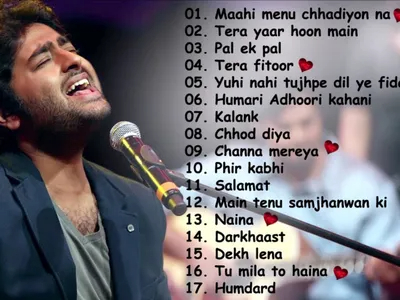 01. Maahi menu chhadiyon na
02. Tera yaar hoon main
03. Pal ek pal
04. Tera fitoor
05. Yuhi nahi tujhpe dil ye fida
06. Humari Adhoori kahani
07. Kalank
08. Chhod diya
09. Channa mereya
10. Phir kabhi
11. Salamat
12. Main tenu samjhanwan ki
13. Naina
14. Darkhaast
15. Dekh lena
16. Tu mila to haina
17. Humdard